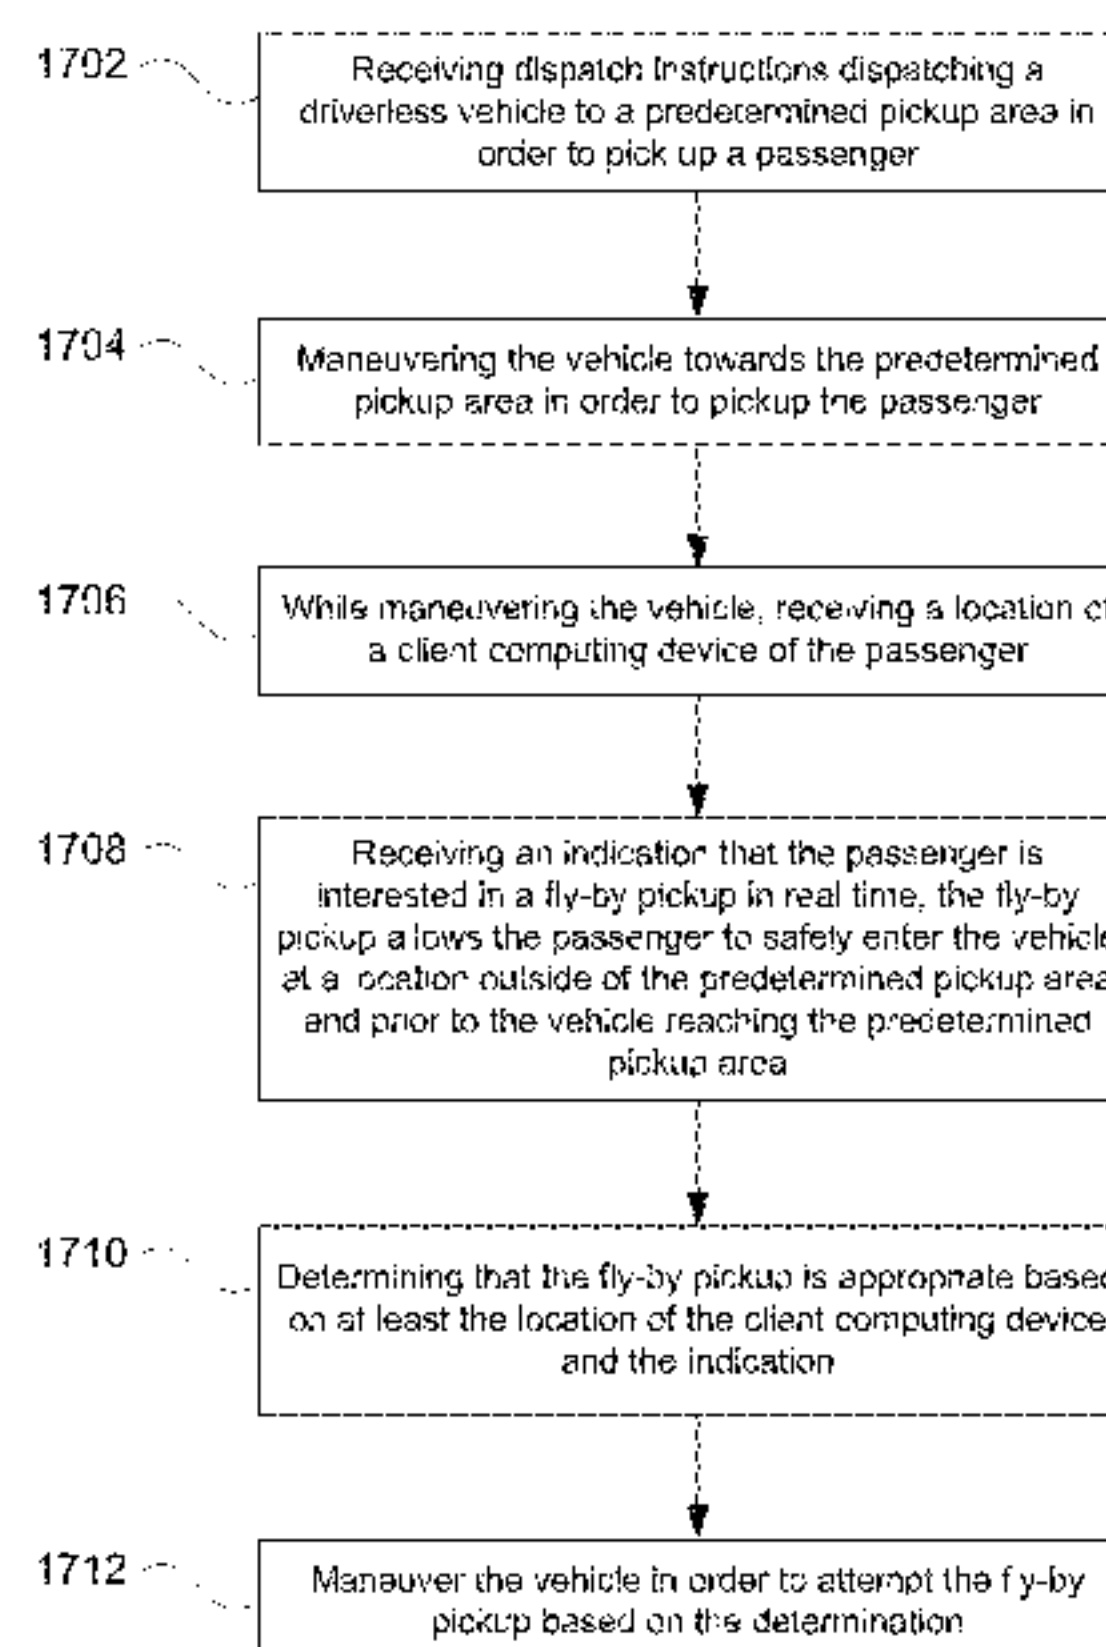 1702
Receiving dispatch instructions dispatching a
driverless vehicle to a predetermined pickup area in
order to pick up a passenger
1704
Maneuvering the vehicle towards the predetermined
pickup area in order to pickup the passenger
1706
While maneuvering the vehicle, receiving a location of
a client computing device of the passenger
1708
Receiving an indication that the passenger is
interested in a fly-by pickup in real time, the fly-by
pickup allows the passenger to safely enter the vehicle
at a location outside of the predetermined pickup area
and prior to the vehicle reaching the predetermined
pickup area
1710
Determining that the fly-by pickup is appropriate based
on at least the location of the client computing device
and the indication
1712
Maneuver the vehicle in order to attempt the fly-by
pickup based on the determination